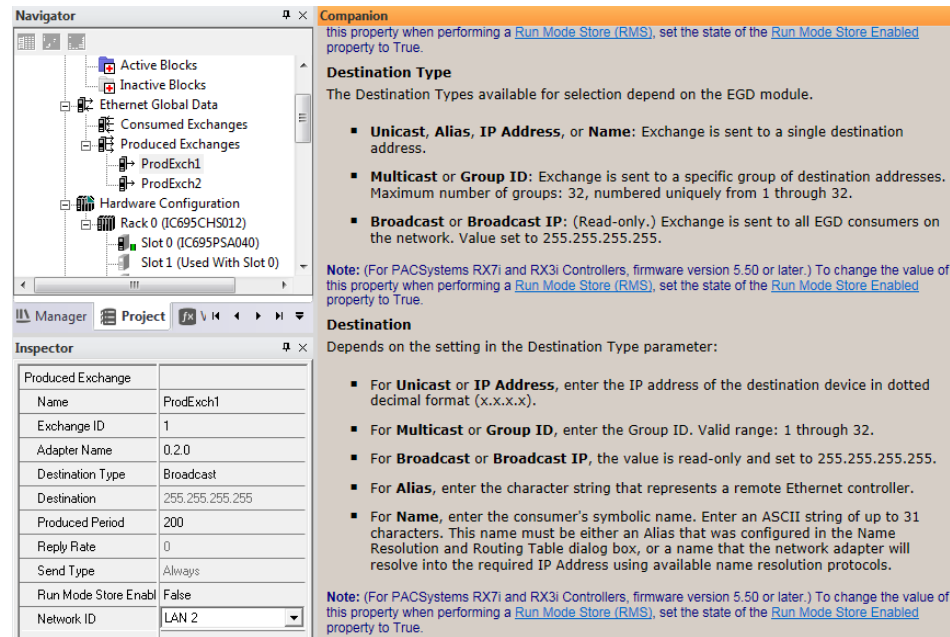 Navigator
Active Blocks
Inactive Blocks
Ethernet Global Data
Consumed Exchanges
Produced Exchanges
ProdExch1
ProdExch2
Hardware Configuration
Rack 0 (IC695CHS012)
Slot 0 (IC695PSA040)
Slot 1 (Used With Slot 0)
Manager Project V
Inspector
Produced Exchange
Name ProdExch1
Exchange ID 1
Adapter Name 0.2.0
Destination Type Broadcast
Destination 255.255.255.255
Produced Period 200
Reply Rate 0
Send Type Always
Run Mode Store Enabl False
Network ID LAN 2
Companion
this property when performing a Run Mode Store (RMS), set the state of the Run Mode Store Enabled
property to True.
Destination Type
The Destination Types available for selection depend on the EGD module.
▪ Unicast, Alias, IP Address, or Name: Exchange is sent to a single destination
address.
▪ Multicast or Group ID: Exchange is sent to a specific group of destination addresses.
Maximum number of groups: 32, numbered uniquely from 1 through 32.
▪ Broadcast or Broadcast IP: (Read-only.) Exchange is sent to all EGD consumers on
the network. Value set to 255.255.255.255.
Note: (For PACSystems RX7i and RX3i Controllers, firmware version 5.50 or later.) To change the value of
this property when performing a Run Mode Store (RMS), set the state of the Run Mode Store Enabled
property to True.
Destination
Depends on the setting in the Destination Type parameter:
▪ For Unicast or IP Address, enter the IP address of the destination device in dotted
decimal format (x.x.x.x).
▪ For Multicast or Group ID, enter the Group ID. Valid range: 1 through 32.
▪ For Broadcast or Broadcast IP, the value is read-only and set to 255.255.255.255.
▪ For Alias, enter the character string that represents a remote Ethernet controller.
▪ For Name, enter the consumer's symbolic name. Enter an ASCII string of up to 31
characters. This name must be either an Alias that was configured in the Name
Resolution and Routing Table dialog box, or a name that the network adapter will
resolve into the required IP Address using available name resolution protocols.
Note: (For PACSystems RX7i and RX3i Controllers, firmware version 5.50 or later.) To change the value of
this property when performing a Run Mode Store (RMS), set the state of the Run Mode Store Enabled
property to True.